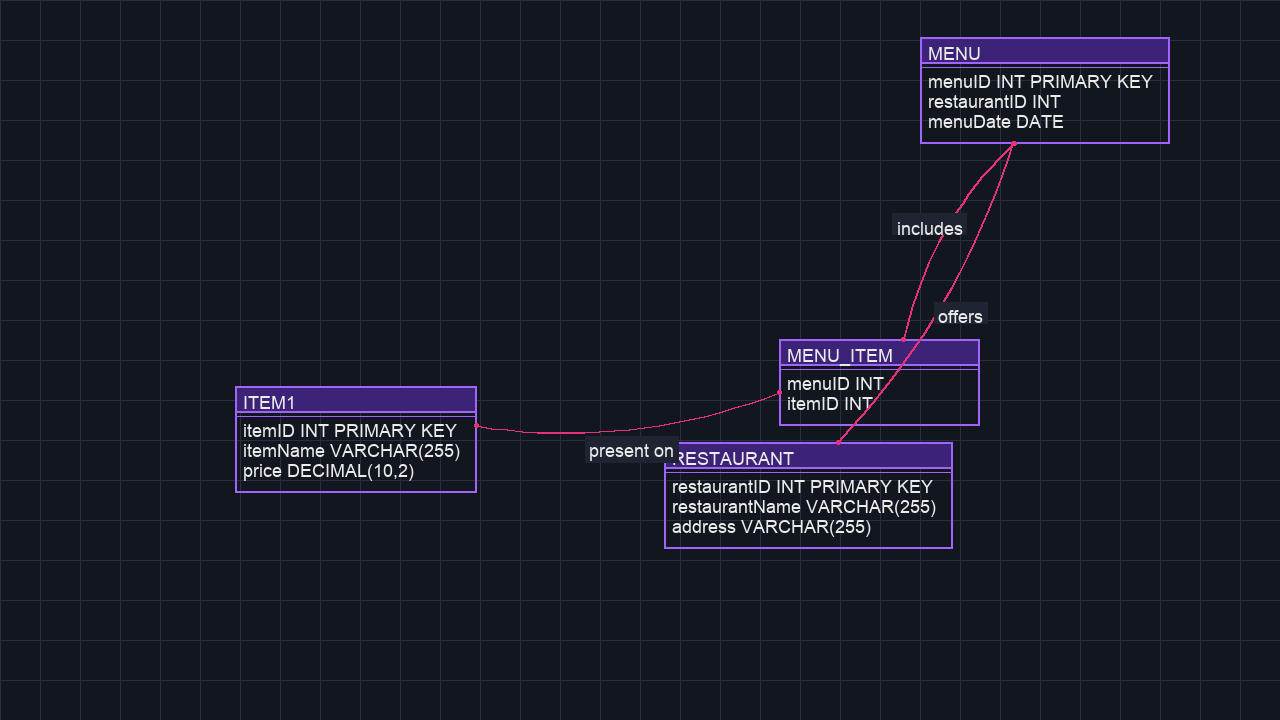 MENU
menuID INT PRIMARY KEY
restaurantID INT
menuDate DATE
includes
offers
MENU_ITEM
menuID INT
itemID INT
ITEM1
itemID INT PRIMARY KEY
itemName VARCHAR(255)
price DECIMAL(10,2)
present on
RESTAURANT
restaurantID INT PRIMARY KEY
restaurantName VARCHAR(255)
address VARCHAR(255)